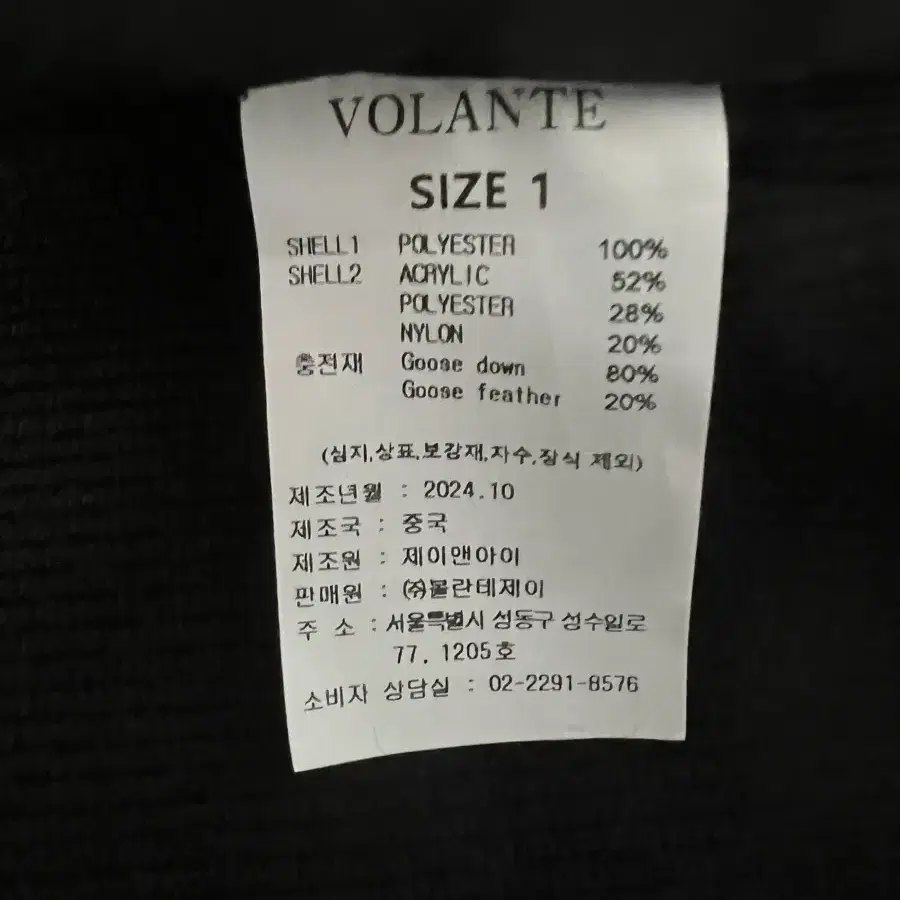 VOLANTE
SIZE 1
SHELL1 POLYESTER 100%
SHELL2 ACRYLIC 52%
POLYESTER 28%
NYLON 20%
충전재 Goose down 80%
Goose feather 20%
(심지,상표,보강재,자수,장식 제외)
제조년월 : 2024.10
제조국 : 중국
제조원 : 제이앤아이
판매원 : ㈜볼란테제이
주 소 : 서울특별시 성동구 성수일로
77, 1205호
소비자 상담실 : 02-2291-8576